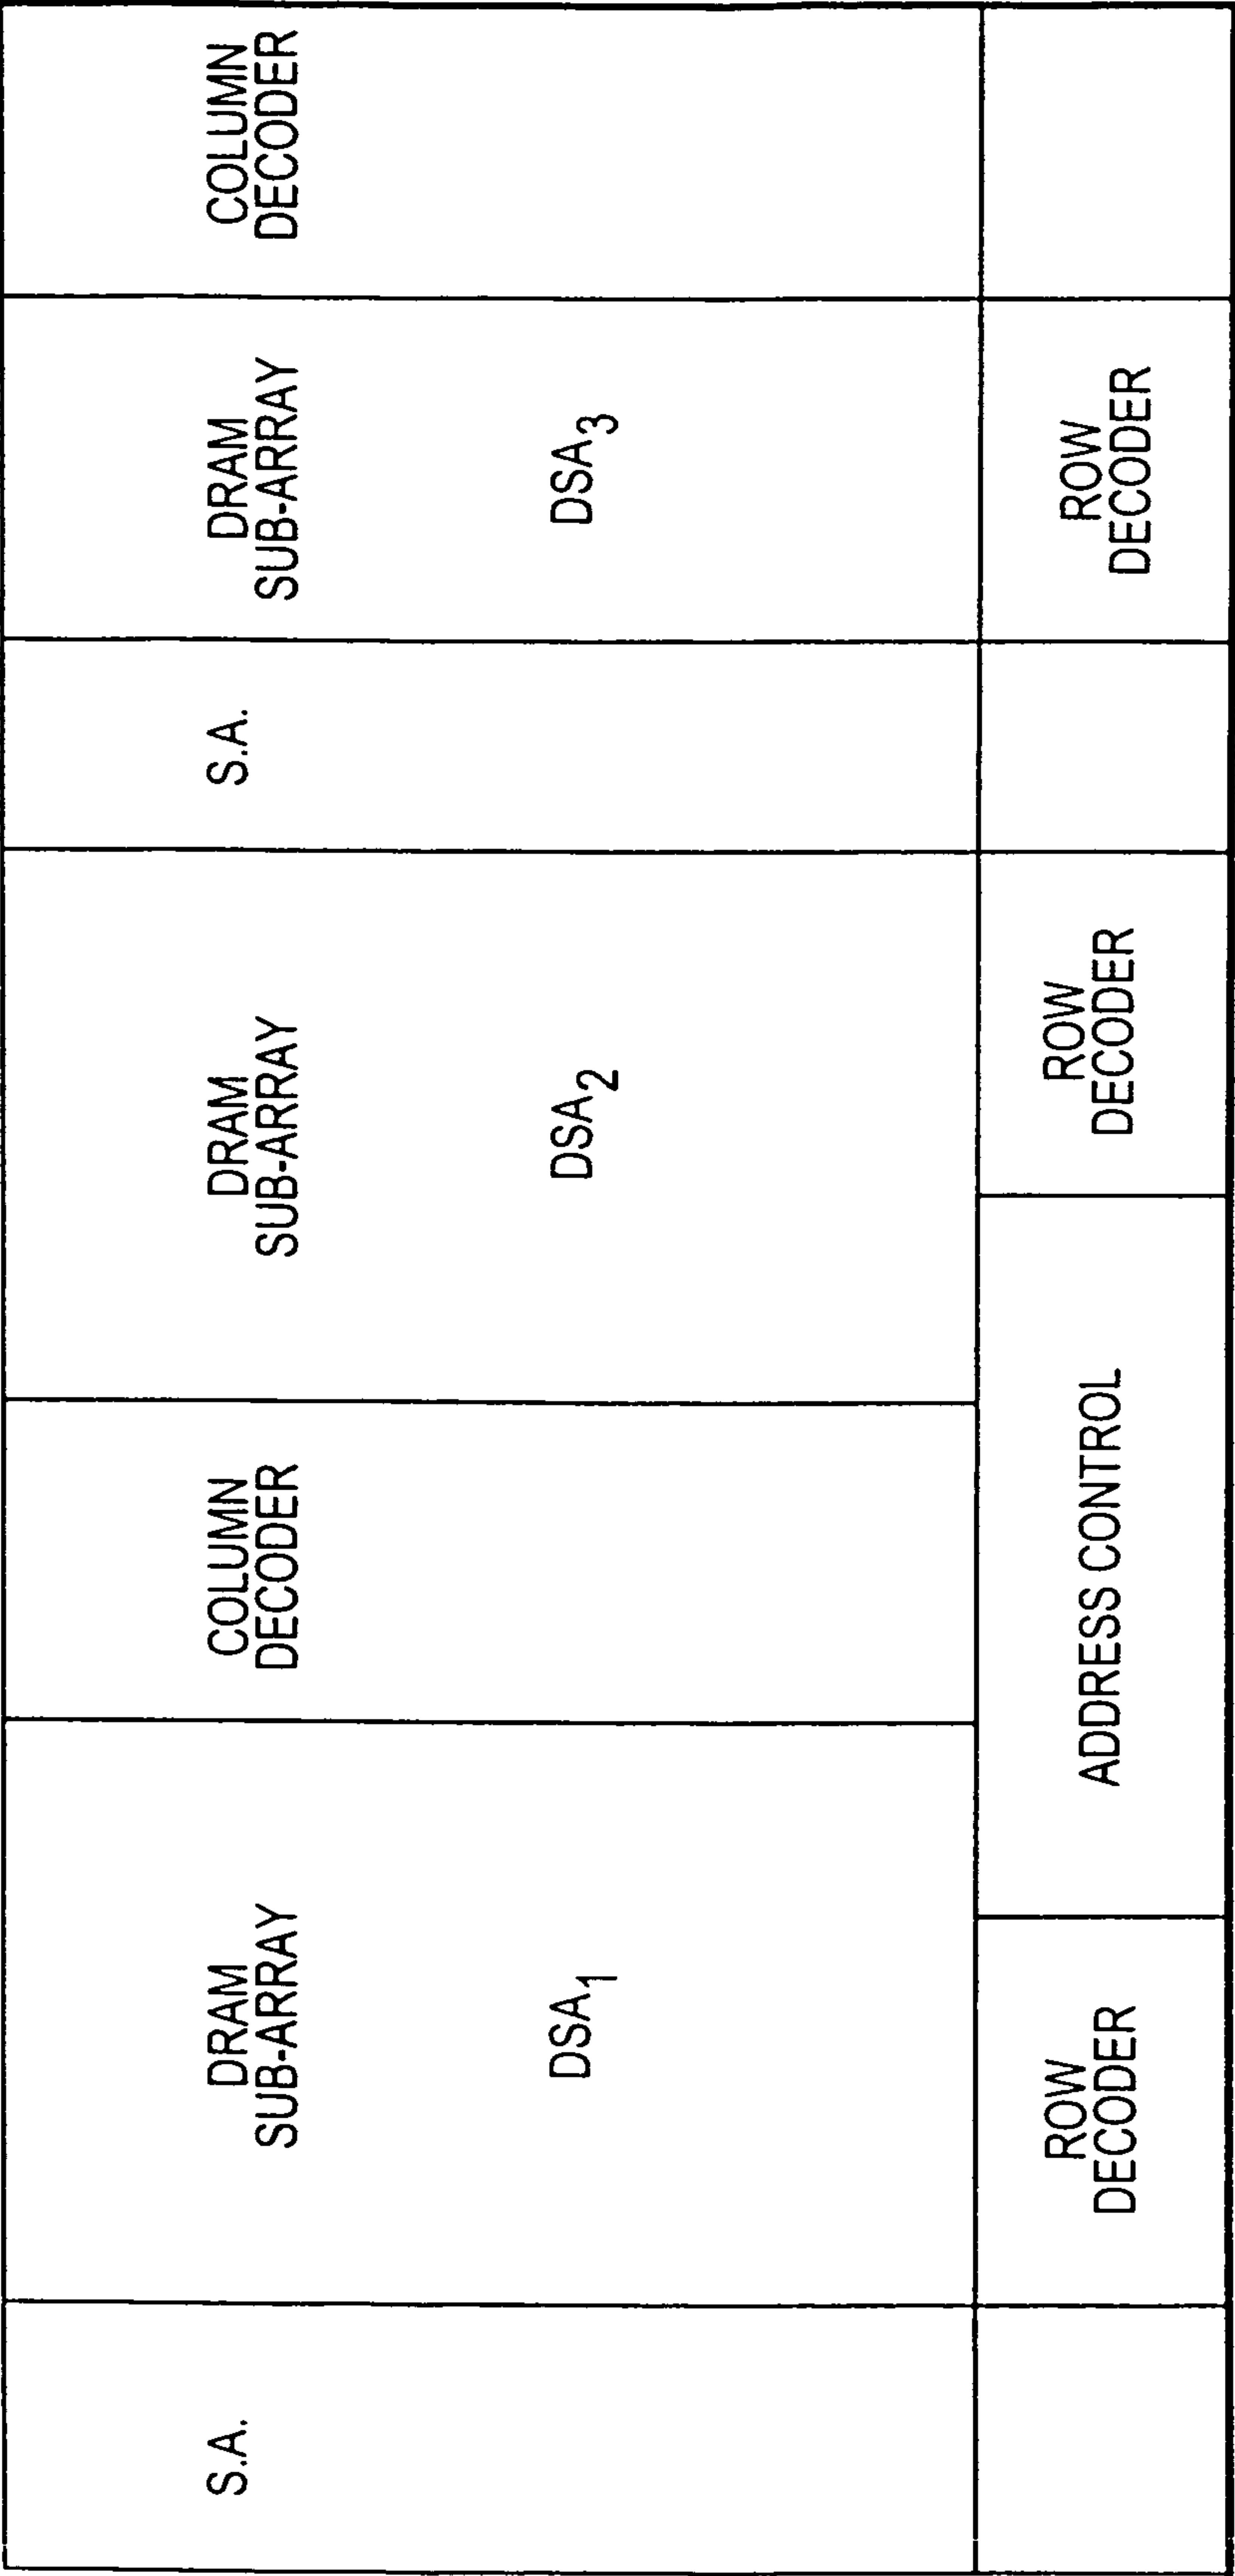 S.A.
DRAM
SUB-ARRAY
DSA1
COLUMN
DECODER
DRAM
SUB-ARRAY
DSA2
S.A.
DRAM
SUB-ARRAY
DSA3
COLUMN
DECODER
ROW
DECODER
ADDRESS CONTROL
ROW
DECODER
ROW
DECODER